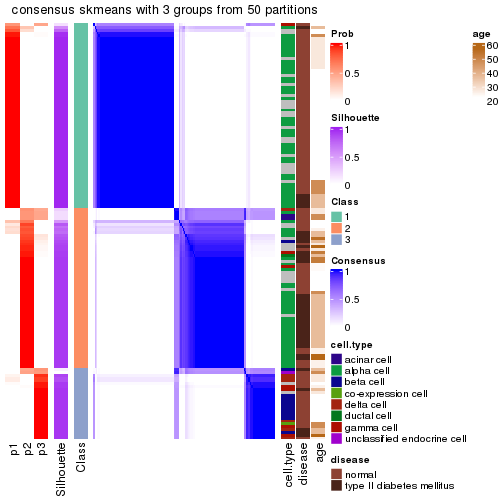 consensus skmeans with 3 groups from 50 partitions
Prob
1
0.5
0
age
60
50
40
30
20
Silhouette
1
0.5
0
Class
1
2
3
Consensus
1
0.5
0
cell.type
acinar cell
alpha cell
beta cell
co-expression cell
delta cell
ductal cell
gamma cell
unclassified endocrine cell
disease
normal
type II diabetes mellitus
p1
p2
p3
Silhouette
Class
cell.type
disease
age